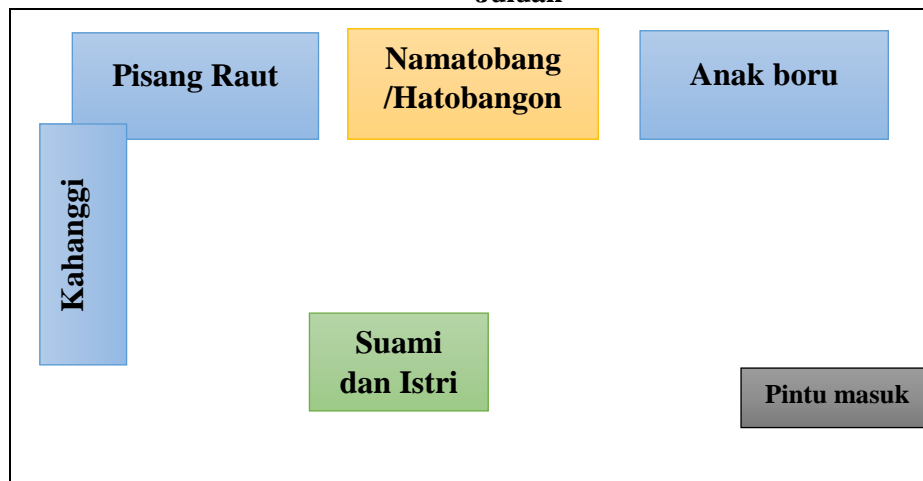 Pisang Raut
Namatobang
/Hatobangon
Anak boru
Kahanggi
Suami
dan Istri
Pintu masuk